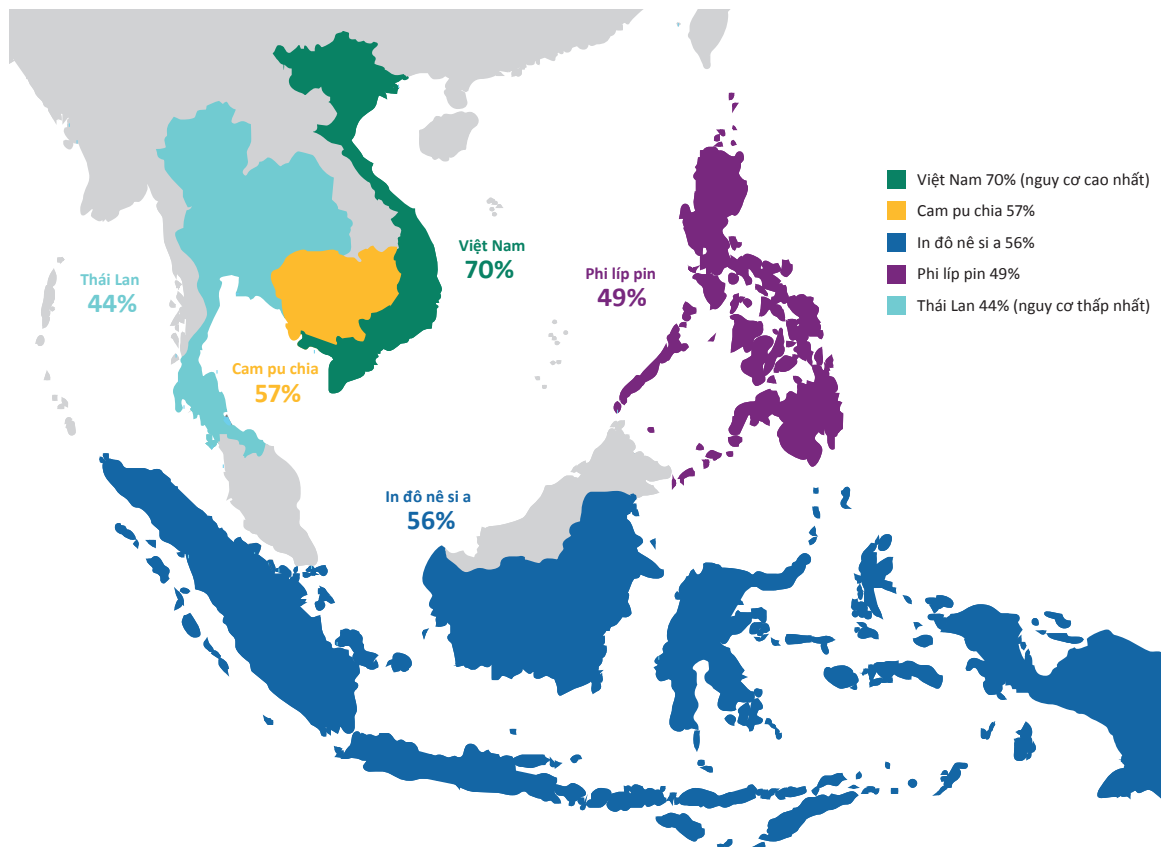 Việt Nam 70% (nguy cơ cao nhất)
Cam pu chia 57%
In đô nê si a 56%
Phi líp pin 49%
Thái Lan 44% (nguy cơ thấp nhất)
Việt Nam
70%
Phi líp pin
49%
Thái Lan
44%
Cam pu chia
57%
In đô nê si a
56%